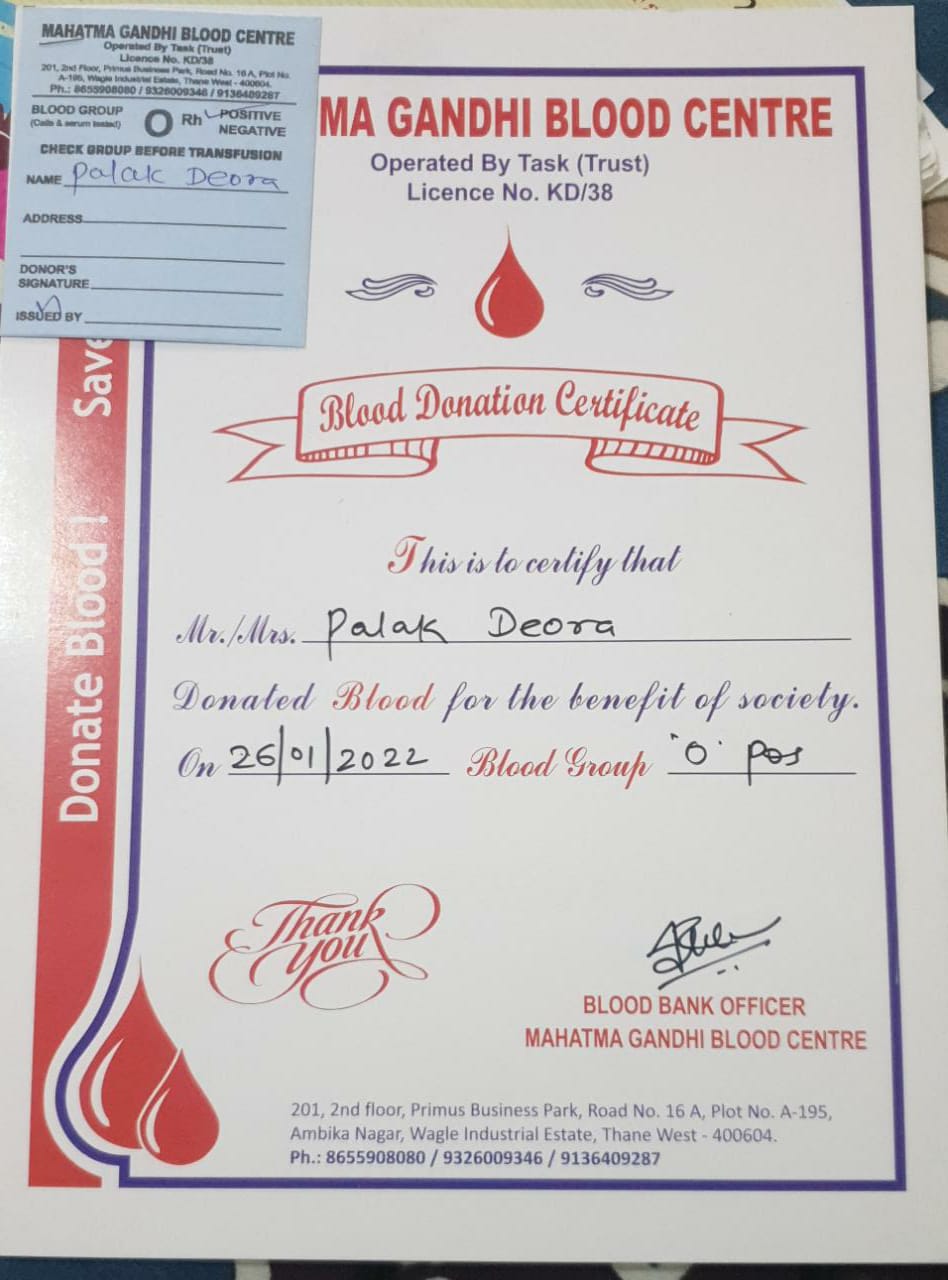 MAHATMA GANDHI BLOOD CENTRE
Operated By Task (Trust)
Licence No. KD/38
201, 2nd Floor, Primus Business Park, Road No. 16 A, Plot No.
A-195, Wagle Industrial Estate, Thane West - 400604.
Ph.: 8655908080 / 9326009346 / 9136409287
BLOOD GROUP O Rh POSITIVE
(Cells & serum tested) NEGATIVE
CHECK GROUP BEFORE TRANSFUSION
NAME Palak Deora
ADDRESS
DONOR'S
SIGNATURE
ISSUED BY
MA GANDHI BLOOD CENTRE
Operated By Task (Trust)
Licence No. KD/38
Blood Donation Certificate
This is to certify that
Mr./Mrs. Palak Deora
Donated Blood for the benefit of society.
On 26/01/2022 Blood Group "O" Pos
Thank
You
BLOOD BANK OFFICER
MAHATMA GANDHI BLOOD CENTRE
201, 2nd floor, Primus Business Park, Road No. 16 A, Plot No. A-195,
Ambika Nagar, Wagle Industrial Estate, Thane West - 400604.
Ph.: 8655908080 / 9326009346 / 9136409287
Donate Blood ! Save